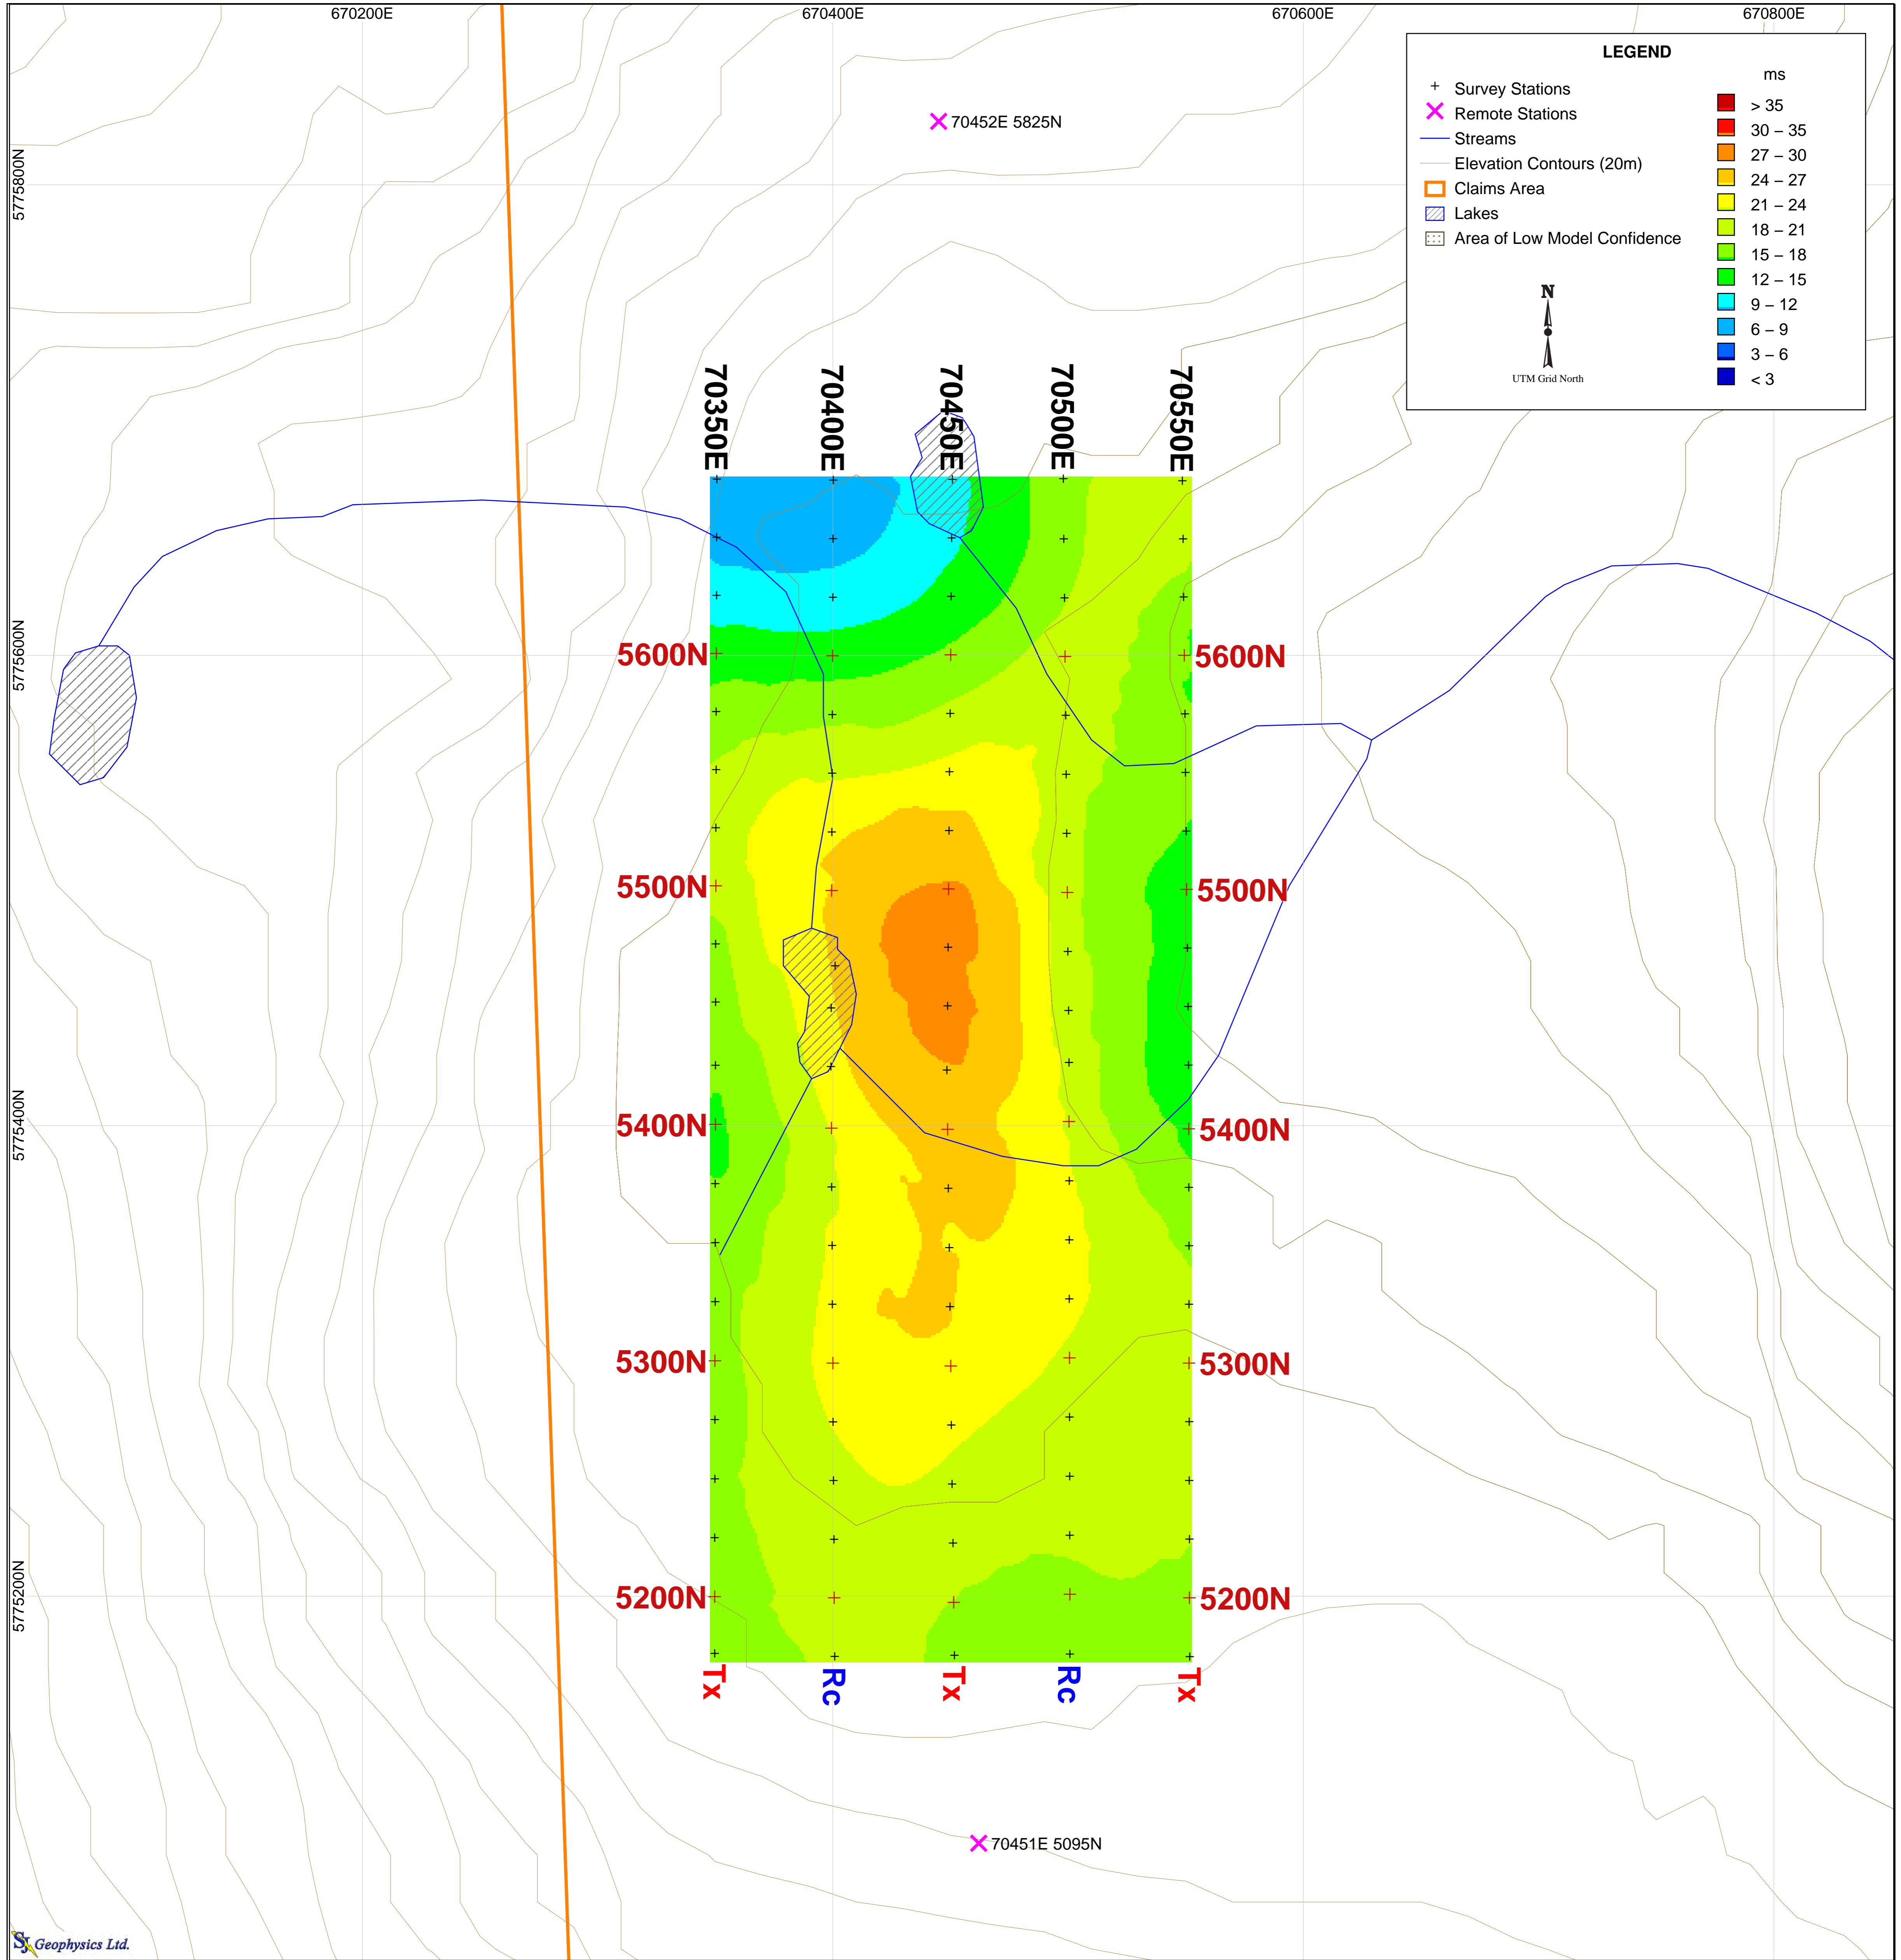 670200E 670400E 670600E 670800E
LEGEND
ms
Survey Stations
Remote Stations
Streams
Elevation Contours (20m)
Claims Area
Lakes
Area of Low Model Confidence
> 35
30 – 35
27 – 30
24 – 27
21 – 24
18 – 21
15 – 18
12 – 15
9 – 12
6 – 9
3 – 6
< 3
N
UTM Grid North
70452E 5825N
5775800N
70350E 70400E 70450E 70500E 70550E
5775600N
5600N 5600N
5500N 5500N
5775400N
5400N 5400N
5300N 5300N
5775200N
5200N 5200N
Tx Rc Tx Rc Tx
70451E 5095N
SJ Geophysics Ltd.